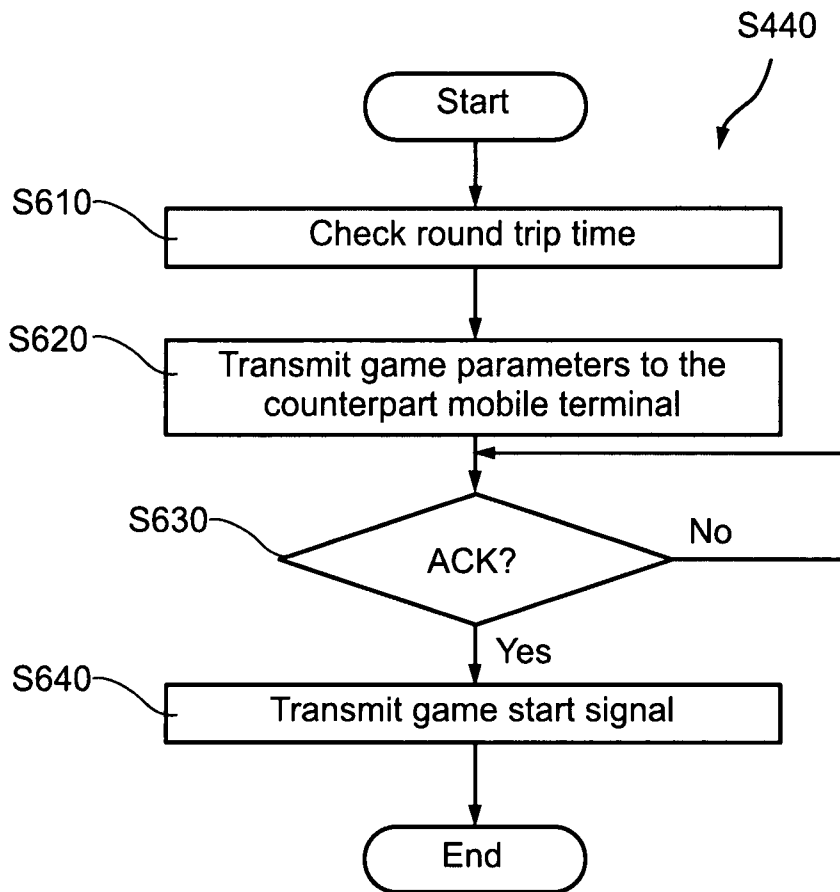 S440
Start
S610
Check round trip time
S620
Transmit game parameters to the
counterpart mobile terminal
S630
ACK?
No
Yes
S640
Transmit game start signal
End